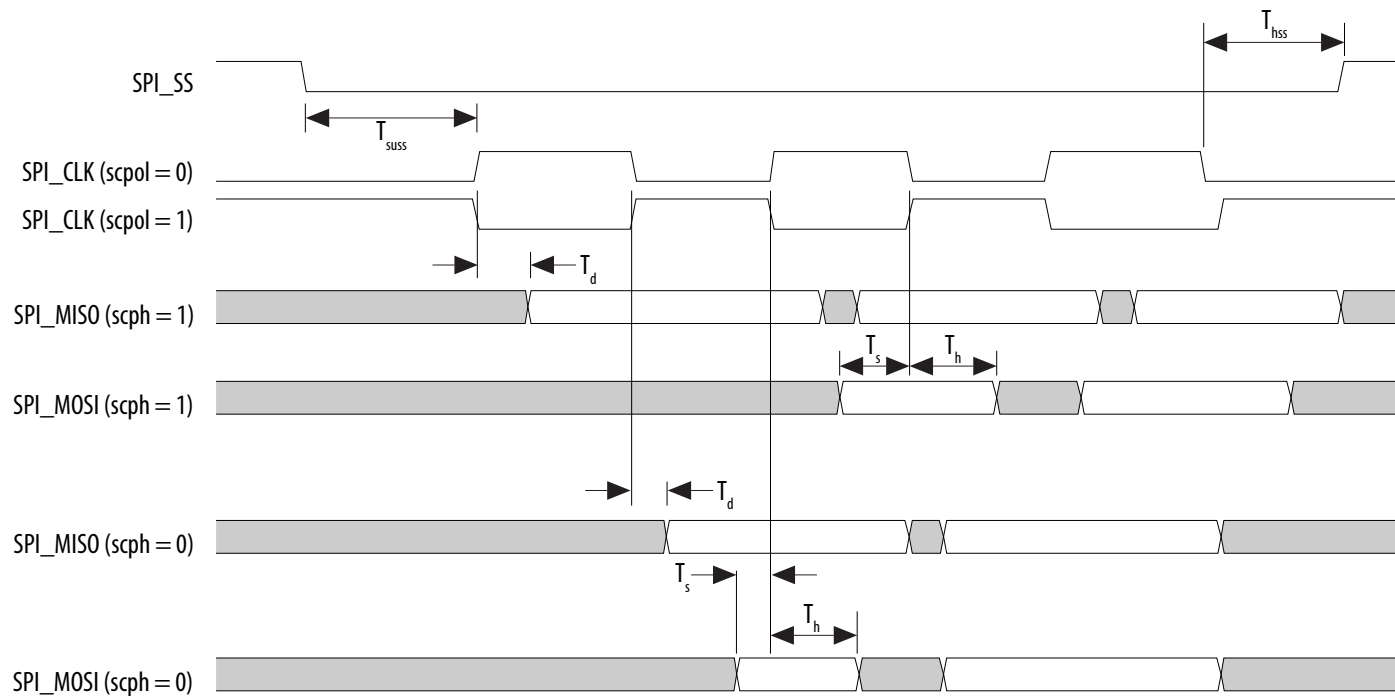 T_hss
SPI_SS
T_suss
SPI_CLK (scpol = 0)
SPI_CLK (scpol = 1)
T_d
SPI_MISO (scph = 1)
T_s T_h
SPI_MOSI (scph = 1)
T_d
SPI_MISO (scph = 0)
T_s
T_h
SPI_MOSI (scph = 0)